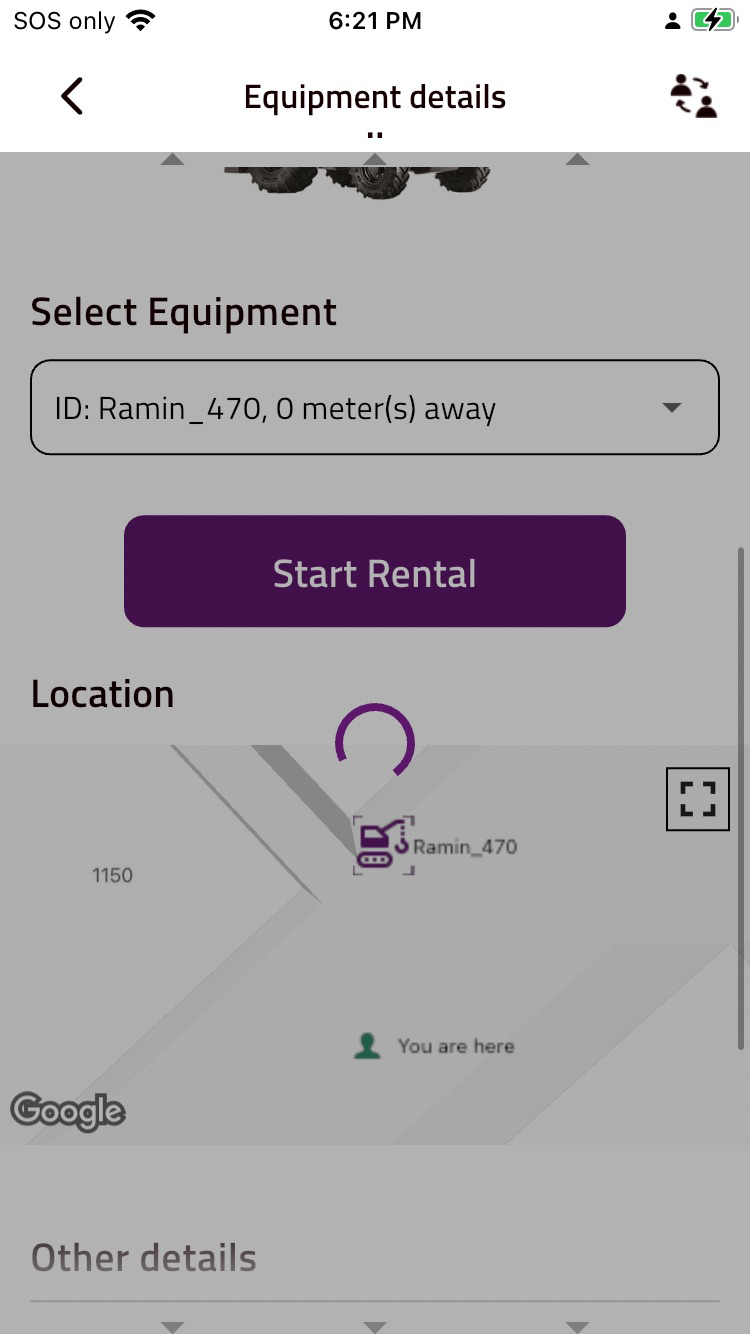 SOS only
6:21 PM
Equipment details
Select Equipment
ID: Ramin_470, 0 meter(s) away
Start Rental
Location
Ramin_470
1150
You are here
Google
Other details